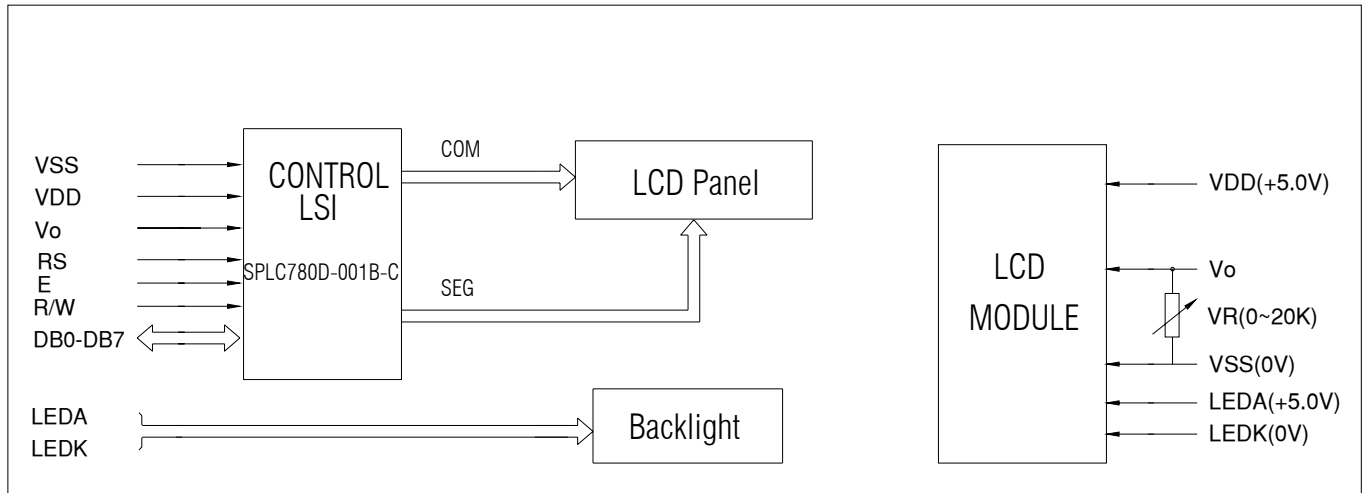 VSS
VDD
Vo
RS
E
R/W
DB0-DB7
CONTROL
LSI
SPLC780D-001B-C
COM
SEG
LCD Panel
LEDA
LEDK
Backlight
LCD
MODULE
VDD(+5.0V)
Vo
VR(0~20K)
VSS(0V)
LEDA(+5.0V)
LEDK(0V)